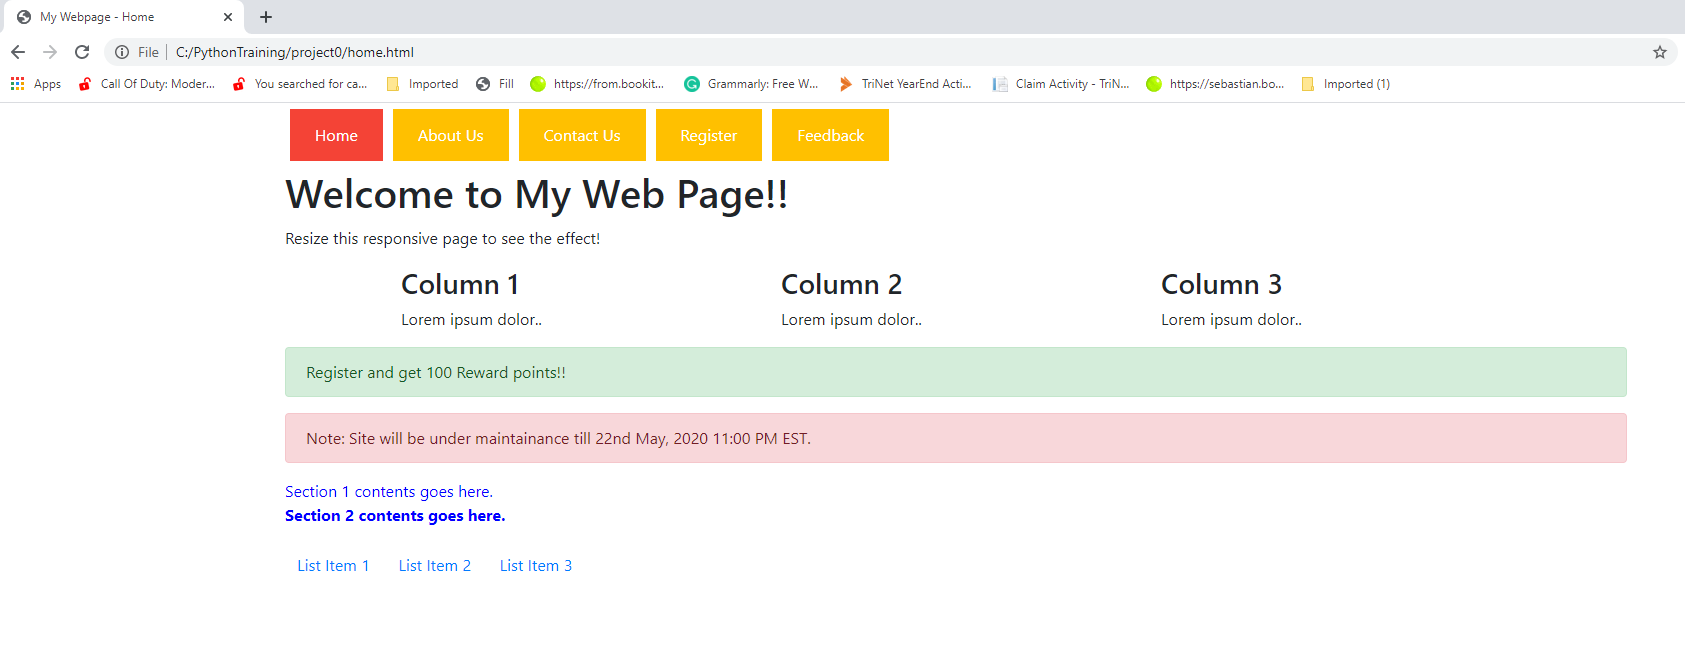 My Webpage - Home
File C:/PythonTraining/project0/home.html
Apps Call Of Duty: Moder... You searched for ca... Imported Fill https://from.bookit... Grammarly: Free W... TriNet YearEnd Acti... Claim Activity - TriN... https://sebastian.bo... Imported (1)
Home About Us Contact Us Register Feedback
Welcome to My Web Page!!
Resize this responsive page to see the effect!
Column 1 Column 2 Column 3
Lorem ipsum dolor.. Lorem ipsum dolor.. Lorem ipsum dolor..
Register and get 100 Reward points!!
Note: Site will be under maintainance till 22nd May, 2020 11:00 PM EST.
Section 1 contents goes here.
Section 2 contents goes here.
List Item 1 List Item 2 List Item 3